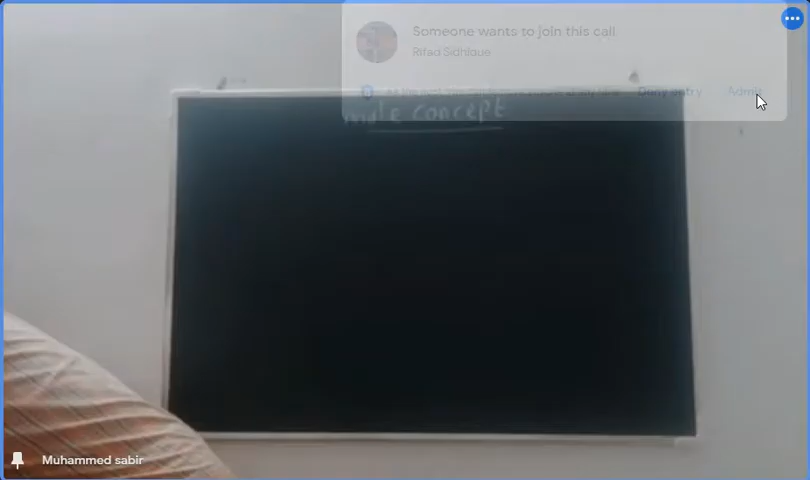 Someone wants to join this call
Rifad Sidhique
Deny entry
Admit
mole concept
Muhammed sabir